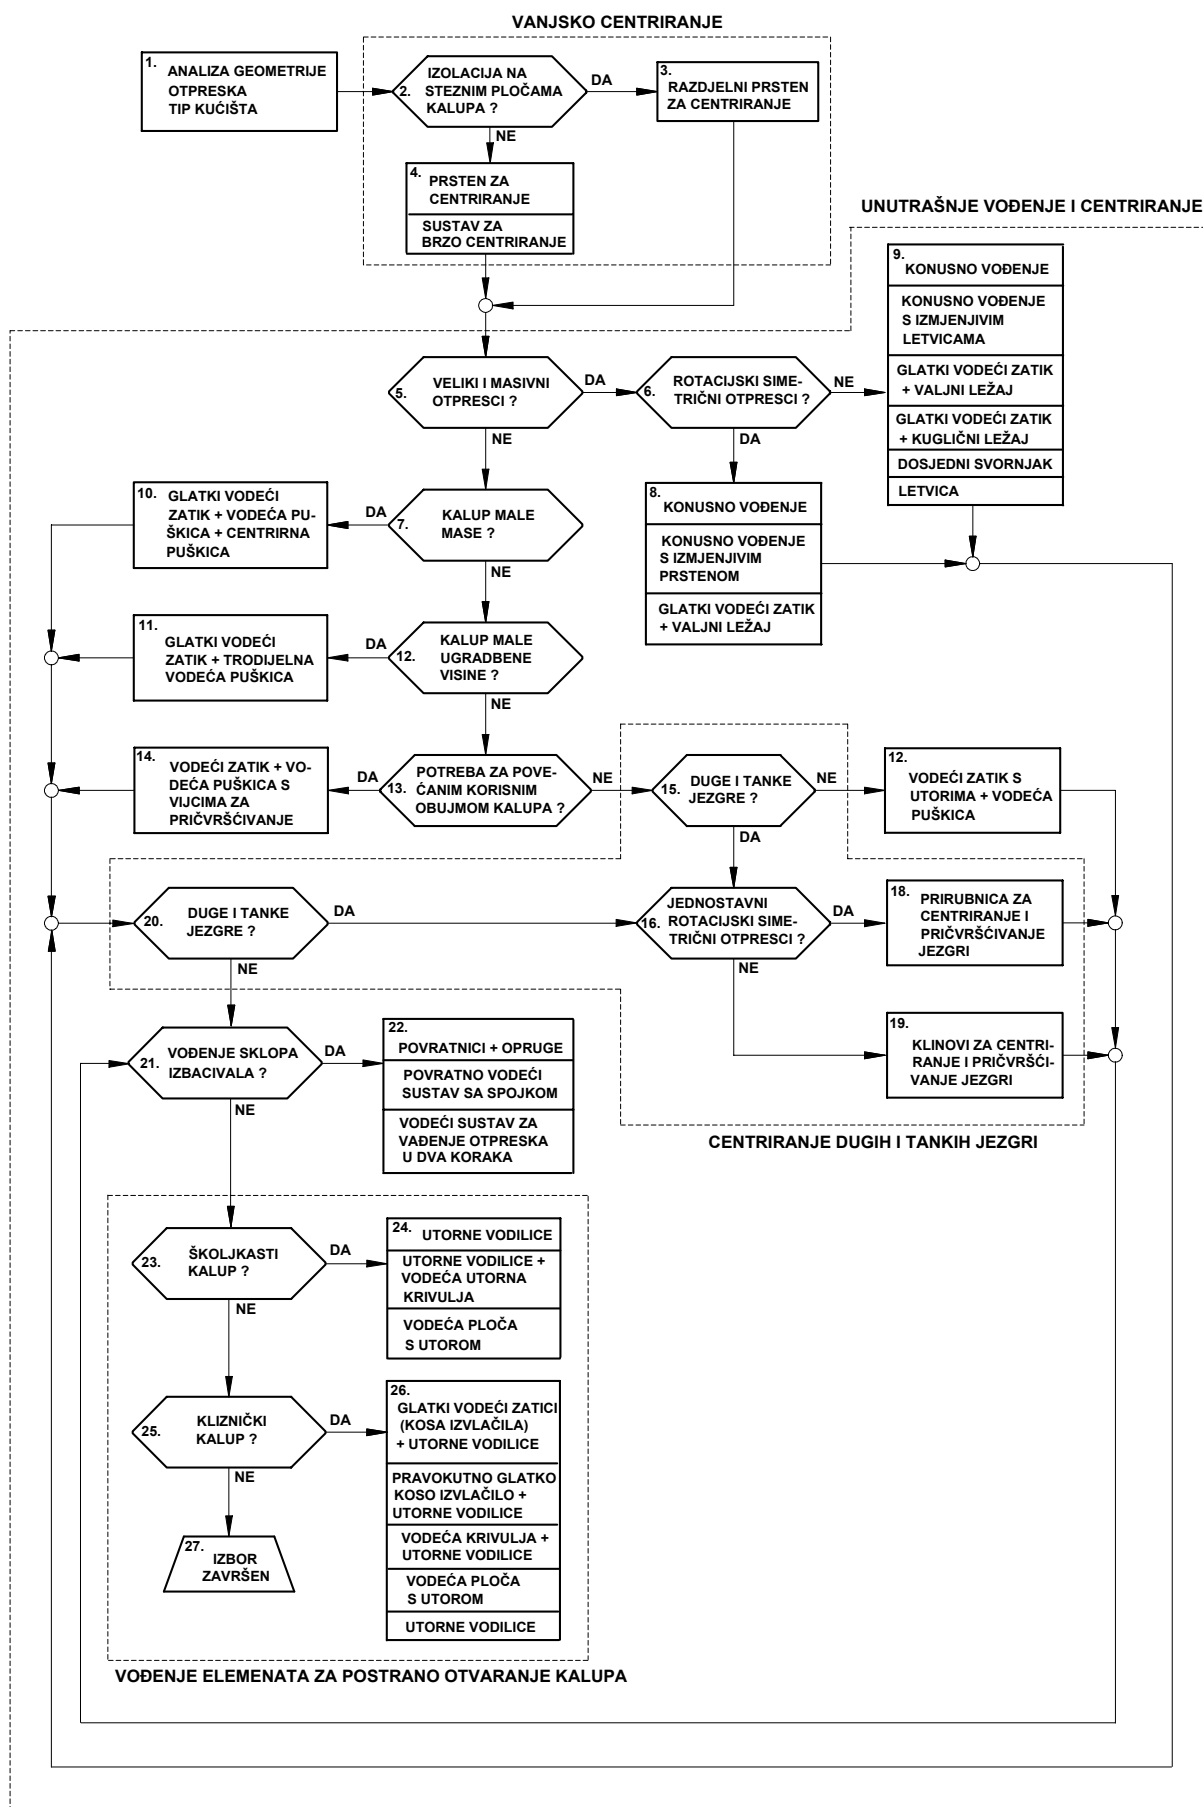 VANJSKO CENTRIRANJE
1.
ANALIZA GEOMETRIJE
OTPRESKA
TIP KUĆIŠTA
IZOLACIJA NA
2. STEZNIM PLOČAMA
KALUPA ?
DA
NE
3.
RAZDJELNI PRSTEN
ZA CENTRIRANJE
4.
PRSTEN ZA
CENTRIRANJE
SUSTAV ZA
BRZO CENTRIRANJE
UNUTRAŠNJE VOĐENJE I CENTRIRANJE
5. VELIKI I MASIVNI
OTPRESCI ?
DA
NE
6. ROTACIJSKI SIME-
TRIČNI OTPRESCI ?
NE
DA
9.
KONUSNO VOĐENJE
KONUSNO VOĐENJE
S IZMJENJIVIM
LETVICAMA
GLATKI VODEĆI ZATIK
+ VALJNI LEŽAJ
GLATKI VODEĆI ZATIK
+ KUGLIČNI LEŽAJ
DOSJEDNI SVORNJAK
LETVICA
8.
KONUSNO VOĐENJE
KONUSNO VOĐENJE
S IZMJENJIVIM
PRSTENOM
GLATKI VODEĆI ZATIK
+ VALJNI LEŽAJ
10. GLATKI VODEĆI
ZATIK + VODEĆA PU-
ŠKICA + CENTRIRNA
PUŠKICA
DA
7. KALUP MALE
MASE ?
NE
11.
GLATKI VODEĆI
ZATIK + TRODIJELNA
VODEĆA PUŠKICA
DA
KALUP MALE
12. UGRADBENE
VISINE ?
NE
14.
VODEĆI ZATIK + VO-
DEĆA PUŠKICA S
VIJCIMA ZA
PRIČVRŠĆIVANJE
DA
POTREBA ZA POVE-
13. ĆANIM KORISNIM
OBUJMOM KALUPA ?
NE
15. DUGE I TANKE
JEZGRE ?
NE
DA
12.
VODEĆI ZATIK S
UTORIMA + VODEĆA
PUŠKICA
20. DUGE I TANKE
JEZGRE ?
DA
NE
JEDNOSTAVNI
16. ROTACIJSKI SIME-
TRIČNI OTPRESCI ?
DA
NE
18. PRIRUBNICA ZA
CENTRIRANJE I
PRIČVRŠĆIVANJE
JEZGRI
19.
KLINOVI ZA CENTRI-
RANJE I PRIČVRŠĆI-
VANJE JEZGRI
CENTRIRANJE DUGIH I TANKIH JEZGRI
21. VOĐENJE SKLOPA
IZBACIVALA ?
DA
NE
22.
POVRATNICI + OPRUGE
POVRATNO VODEĆI
SUSTAV SA SPOJKOM
VODEĆI SUSTAV ZA
VAĐENJE OTPRESKA
U DVA KORAKA
23. ŠKOLJKASTI
KALUP ?
DA
NE
24.
UTORNE VODILICE
UTORNE VODILICE +
VODEĆA UTORNA
KRIVULJA
VODEĆA PLOČA
S UTOROM
25. KLIZNIČKI
KALUP ?
DA
NE
26.
GLATKI VODEĆI ZATICI
(KOSA IZVLAČILA)
+ UTORNE VODILICE
PRAVOKUTNO GLATKO
KOSO IZVLAČILO +
UTORNE VODILICE
VODEĆA KRIVULJA +
UTORNE VODILICE
VODEĆA PLOČA
S UTOROM
UTORNE VODILICE
27.
IZBOR
ZAVRŠEN
VOĐENJE ELEMENATA ZA POSTRANO OTVARANJE KALUPA